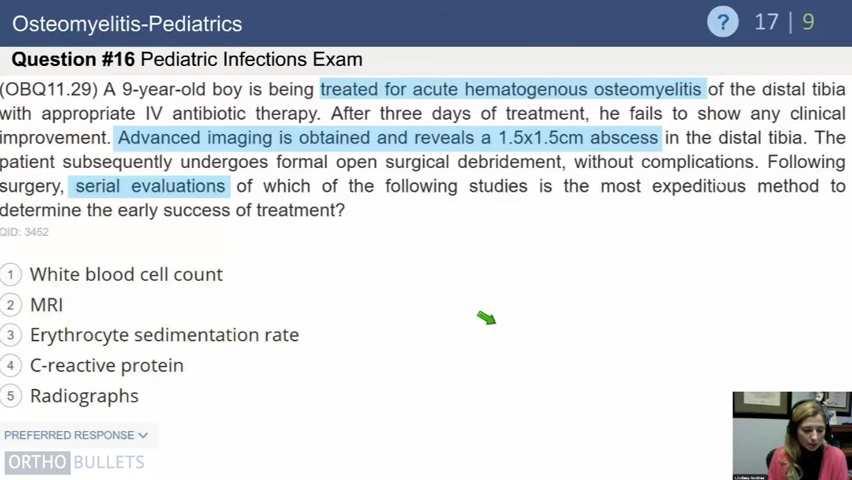 Osteomyelitis-Pediatrics
? 17 | 9
Question #16 Pediatric Infections Exam
(OBQ11.29) A 9-year-old boy is being treated for acute hematogenous osteomyelitis of the distal tibia
with appropriate IV antibiotic therapy. After three days of treatment, he fails to show any clinical
improvement. Advanced imaging is obtained and reveals a 1.5x1.5cm abscess in the distal tibia. The
patient subsequently undergoes formal open surgical debridement, without complications. Following
surgery, serial evaluations of which of the following studies is the most expeditious method to
determine the early success of treatment?
QID: 3452
1 White blood cell count
2 MRI
3 Erythrocyte sedimentation rate
4 C-reactive protein
5 Radiographs
PREFERRED RESPONSE
ORTHO BULLETS
Lindsay Andras